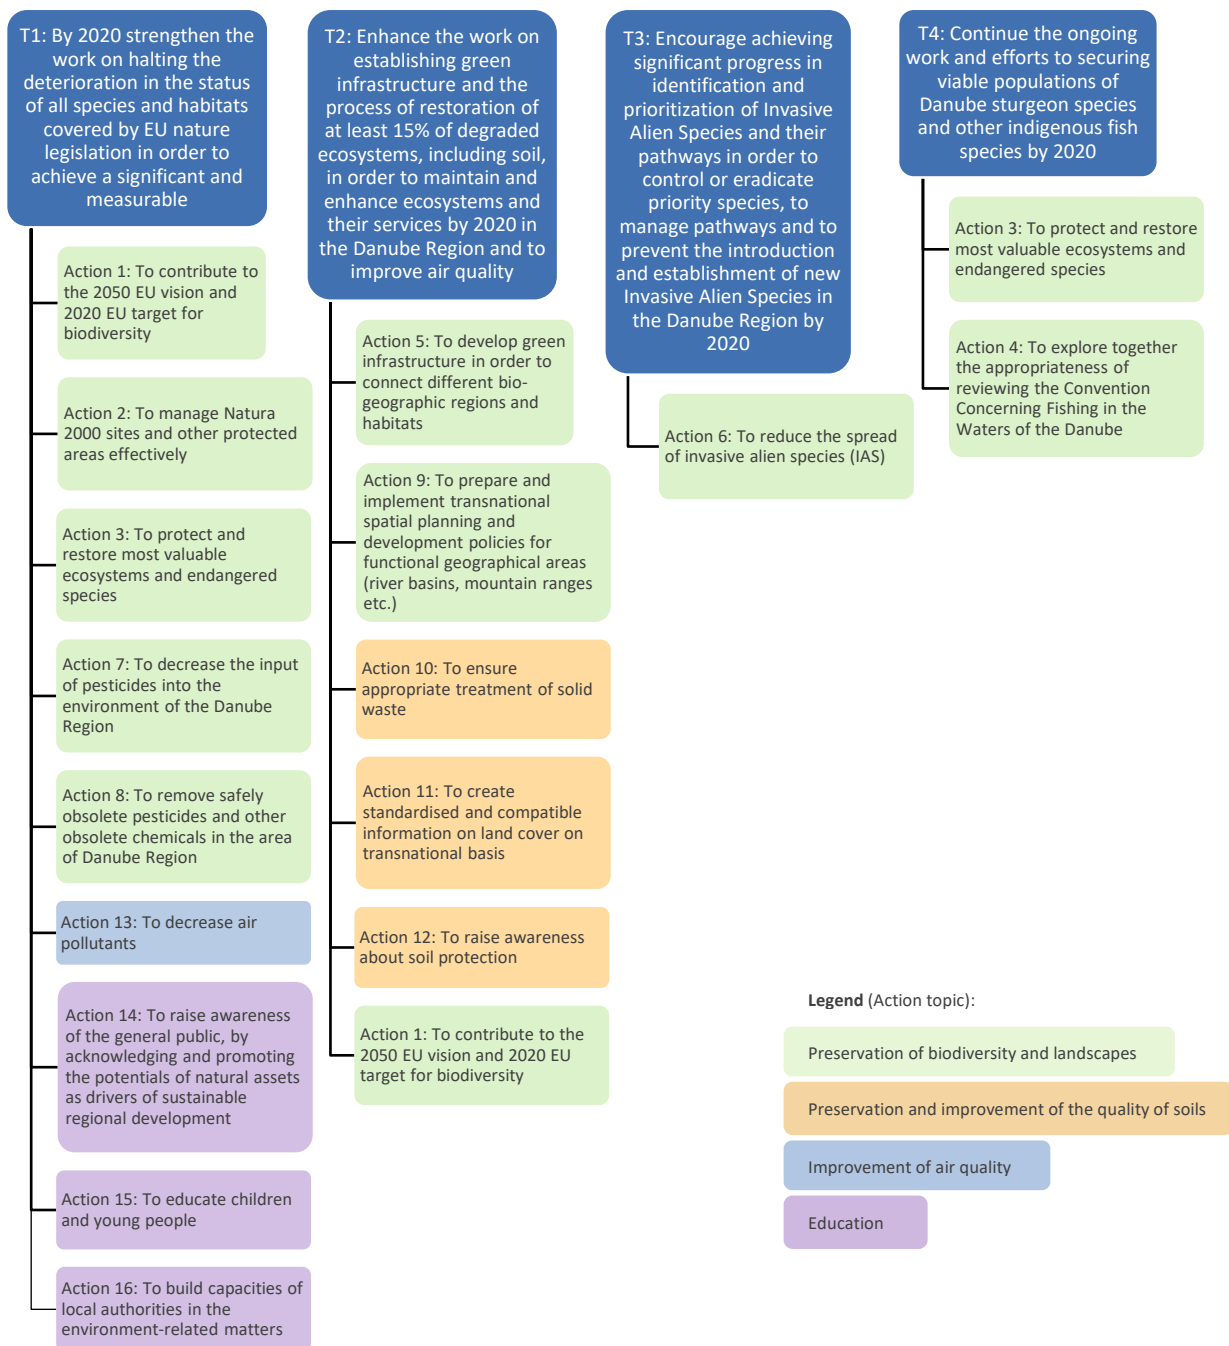 T1: By 2020 strengthen the
work on halting the
deterioration in the status
of all species and habitats
covered by EU nature
legislation in order to
achieve a significant and
measurable
Action 1: To contribute to
the 2050 EU vision and
2020 EU target for
biodiversity
Action 2: To manage Natura
2000 sites and other protected
areas effectively
Action 3: To protect and
restore most valuable
ecosystems and endangered
species
Action 7: To decrease the input
of pesticides into the
environment of the Danube
Region
Action 8: To remove safely
obsolete pesticides and other
obsolete chemicals in the area
of Danube Region
Action 13: To decrease air
pollutants
Action 14: To raise awareness
of the general public, by
acknowledging and promoting
the potentials of natural assets
as drivers of sustainable
regional development
Action 15: To educate children
and young people
Action 16: To build capacities of
local authorities in the
environment-related matters
T2: Enhance the work on
establishing green
infrastructure and the
process of restoration of
at least 15% of degraded
ecosystems, including soil,
in order to maintain and
enhance ecosystems and
their services by 2020 in
the Danube Region and to
improve air quality
Action 5: To develop green
infrastructure in order to
connect different bio-
geographic regions and
habitats
Action 9: To prepare and
implement transnational
spatial planning and
development policies for
functional geographical areas
(river basins, mountain ranges
etc.)
Action 10: To ensure
appropriate treatment of solid
waste
Action 11: To create
standardised and compatible
information on land cover on
transnational basis
Action 12: To raise awareness
about soil protection
Action 1: To contribute to the
2050 EU vision and 2020 EU
target for biodiversity
T3: Encourage achieving
significant progress in
identification and
prioritization of Invasive
Alien Species and their
pathways in order to
control or eradicate
priority species, to
manage pathways and to
prevent the introduction
and establishment of new
Invasive Alien Species in
the Danube Region by
2020
Action 6: To reduce the spread
of invasive alien species (IAS)
T4: Continue the ongoing
work and efforts to securing
viable populations of
Danube sturgeon species
and other indigenous fish
species by 2020
Action 3: To protect and restore
most valuable ecosystems and
endangered species
Action 4: To explore together
the appropriateness of
reviewing the Convention
Concerning Fishing in the
Waters of the Danube
Legend (Action topic):
Preservation of biodiversity and landscapes
Preservation and improvement of the quality of soils
Improvement of air quality
Education